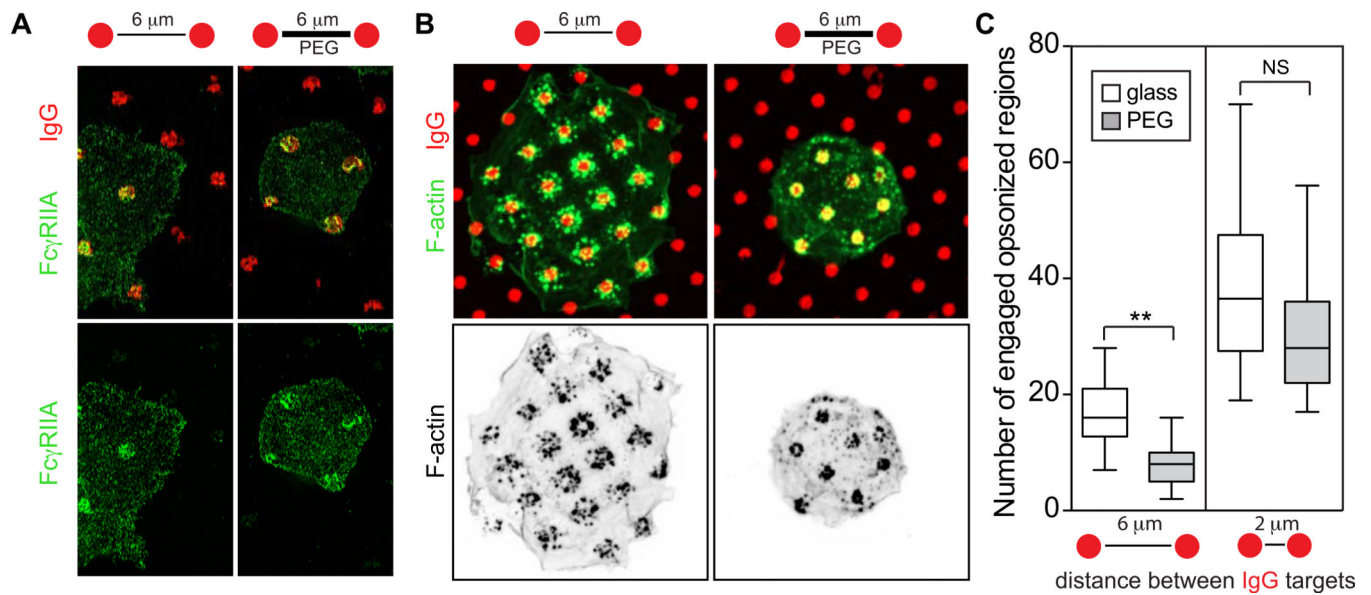 A
6 μm
6 μm
PEG
IgG
FcγRIIA
FcγRIIA
B
6 μm
6 μm
PEG
IgG
F-actin
F-actin
C
Number of engaged opsonized regions
80
60
40
20
0
glass
PEG
**
NS
6 μm
2 μm
distance between IgG targets